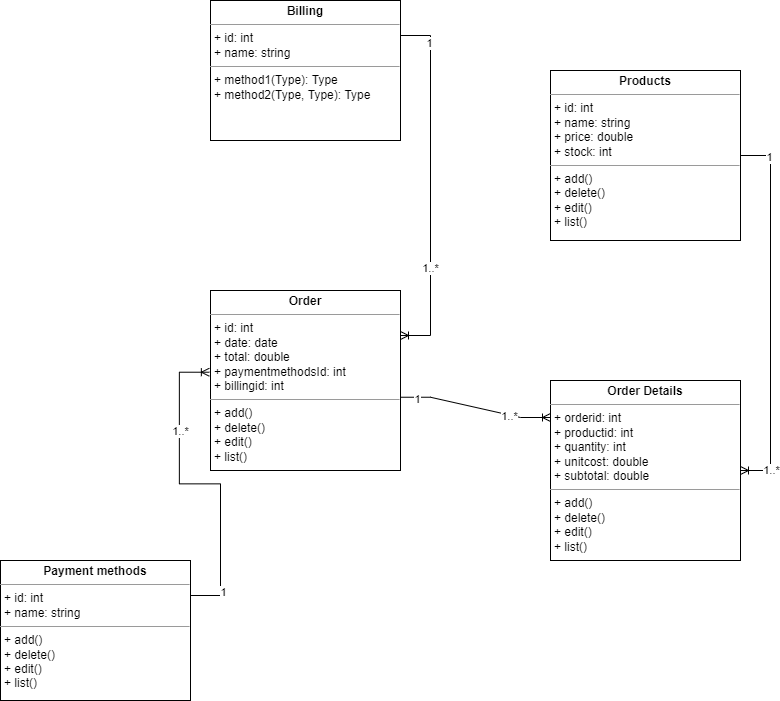 Billing
+ id: int
+ name: string
+ method1(Type): Type
+ method2(Type, Type): Type
1
1..*
Products
+ id: int
+ name: string
+ price: double
+ stock: int
+ add()
+ delete()
+ edit()
+ list()
1
1..*
Order
+ id: int
+ date: date
+ total: double
+ paymentmethodsId: int
+ billingid: int
+ add()
+ delete()
+ edit()
+ list()
1
1..*
Order Details
+ orderid: int
+ productid: int
+ quantity: int
+ unitcost: double
+ subtotal: double
+ add()
+ delete()
+ edit()
+ list()
1..*
1
Payment methods
+ id: int
+ name: string
+ add()
+ delete()
+ edit()
+ list()